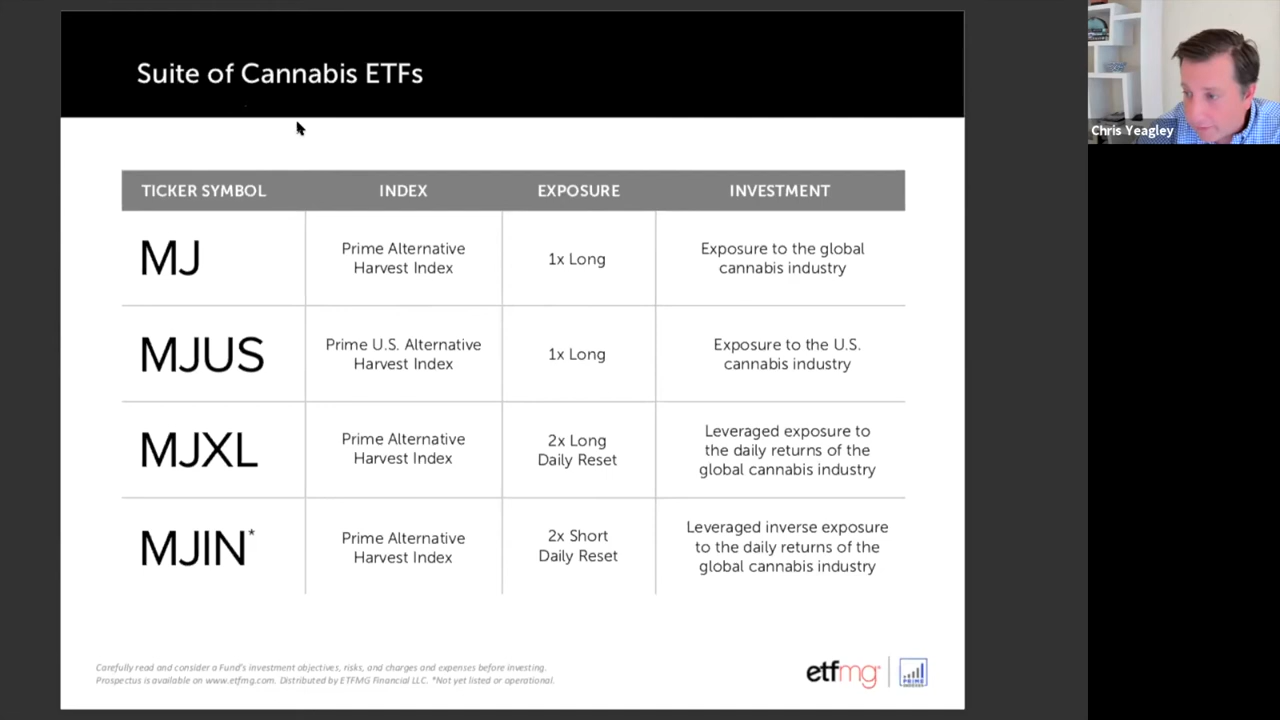 Suite of Cannabis ETFs
Chris Yeagley
TICKER SYMBOL INDEX EXPOSURE INVESTMENT
MJ
Prime Alternative
Harvest Index
1x Long
Exposure to the global
cannabis industry
MJUS
Prime U.S. Alternative
Harvest Index
1x Long
Exposure to the U.S.
cannabis industry
MJXL
Prime Alternative
Harvest Index
2x Long
Daily Reset
Leveraged exposure to
the daily returns of the
global cannabis industry
MJIN*
Prime Alternative
Harvest Index
2x Short
Daily Reset
Leveraged inverse exposure
to the daily returns of the
global cannabis industry
Carefully read and consider a Fund's investment objectives, risks, and charges and expenses before investing.
Prospectus is available on www.etfmg.com. Distributed by ETFMG Financial LLC. *Not yet listed or operational.
etfmg
PRIME